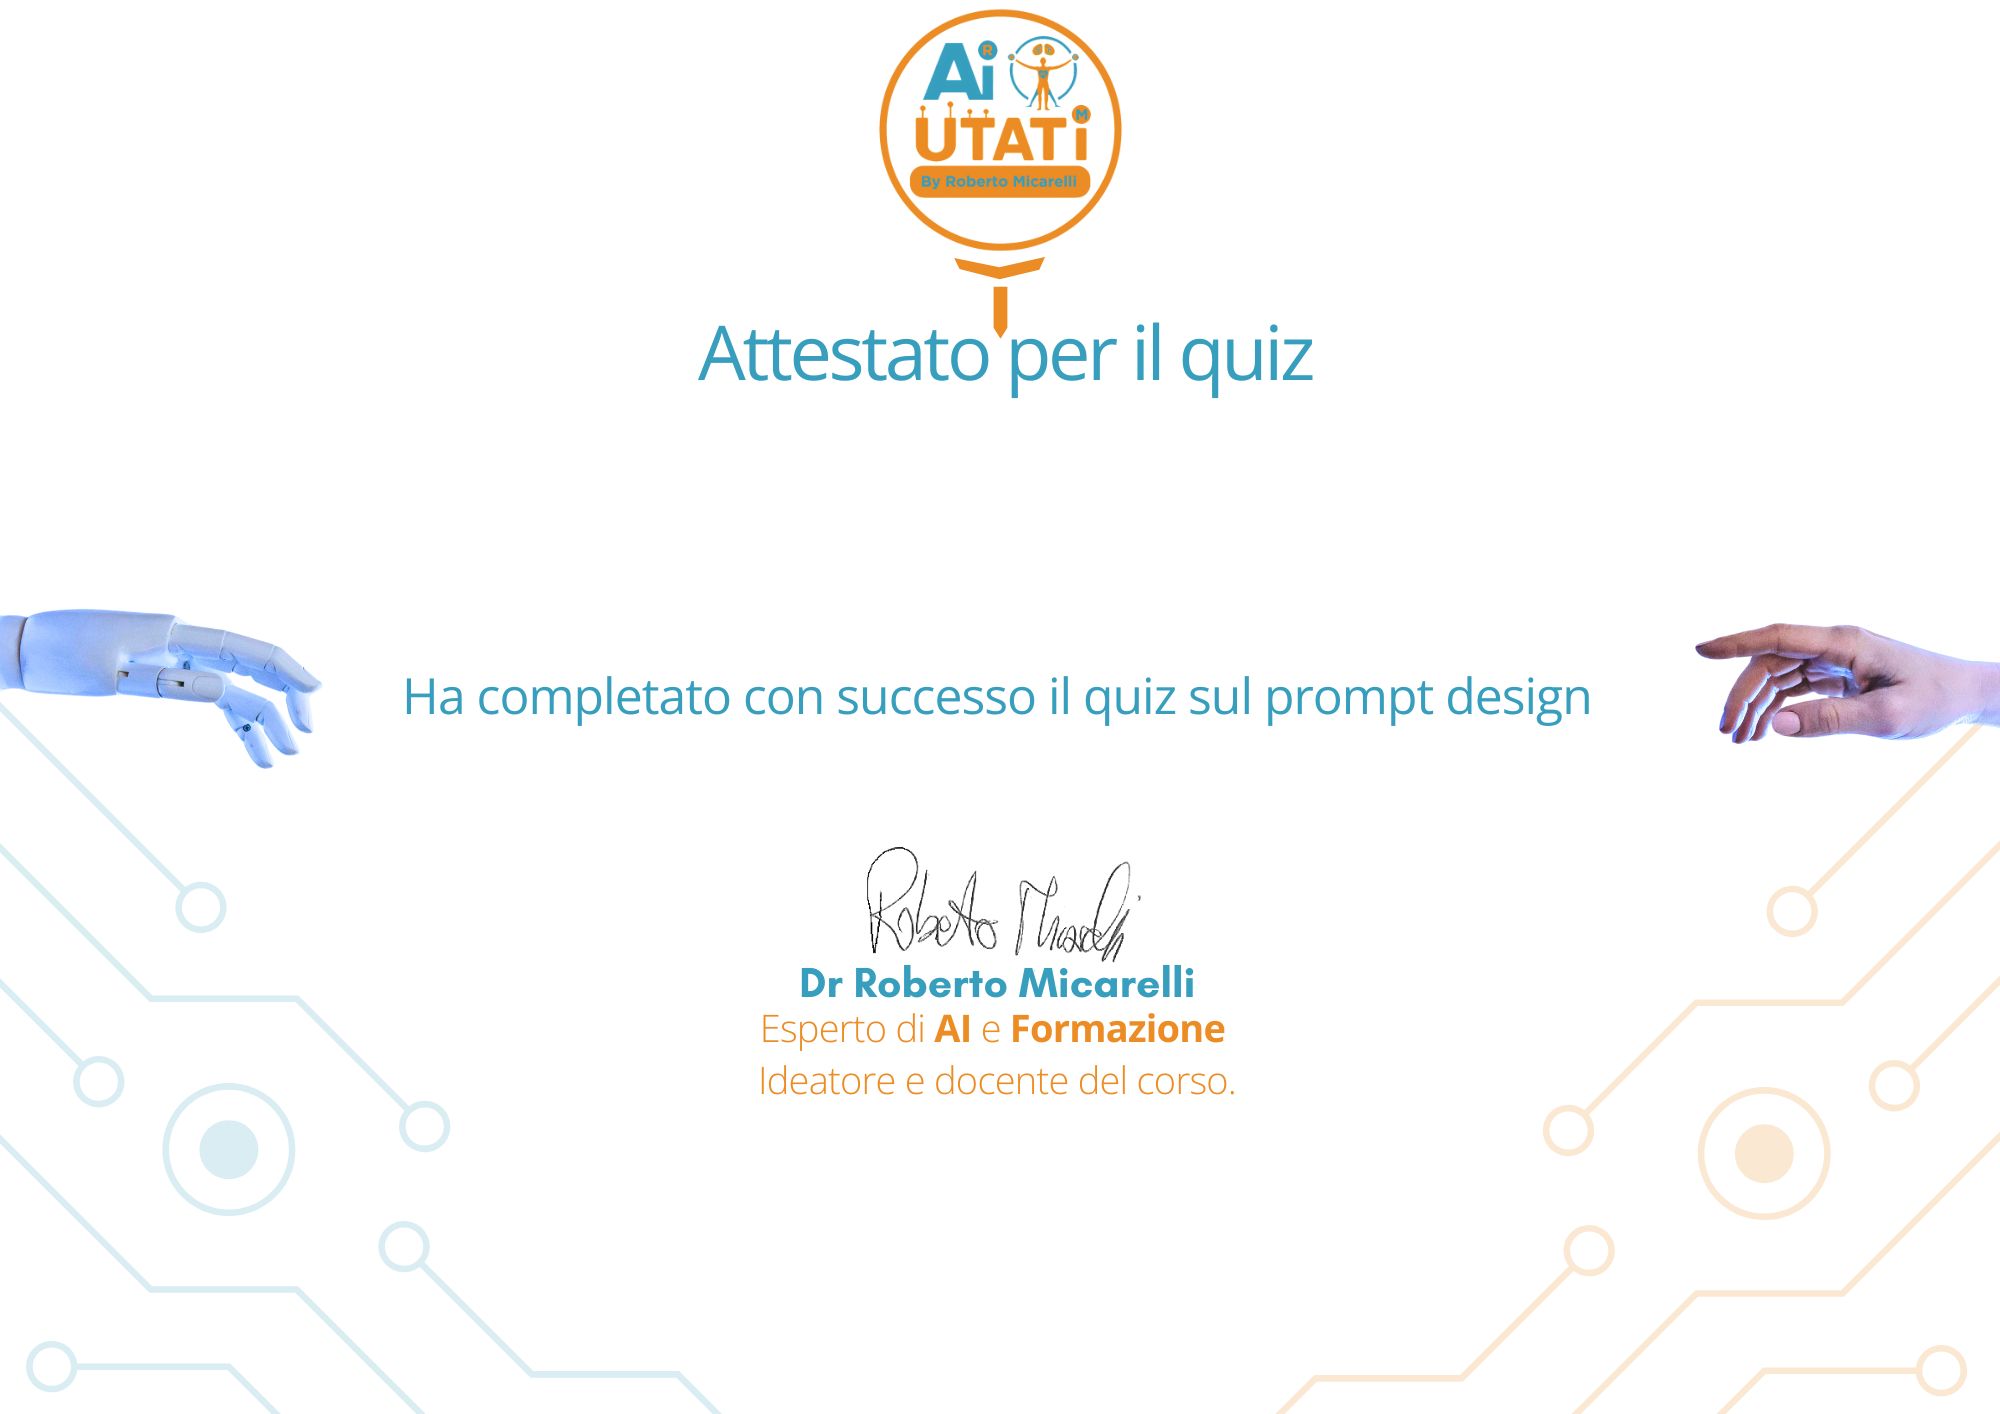 Ai R
UTATi M
By Roberto Micarelli
Attestato per il quiz
Ha completato con successo il quiz sul prompt design
Roberto Micarelli
Dr Roberto Micarelli
Esperto di AI e Formazione
Ideatore e docente del corso.